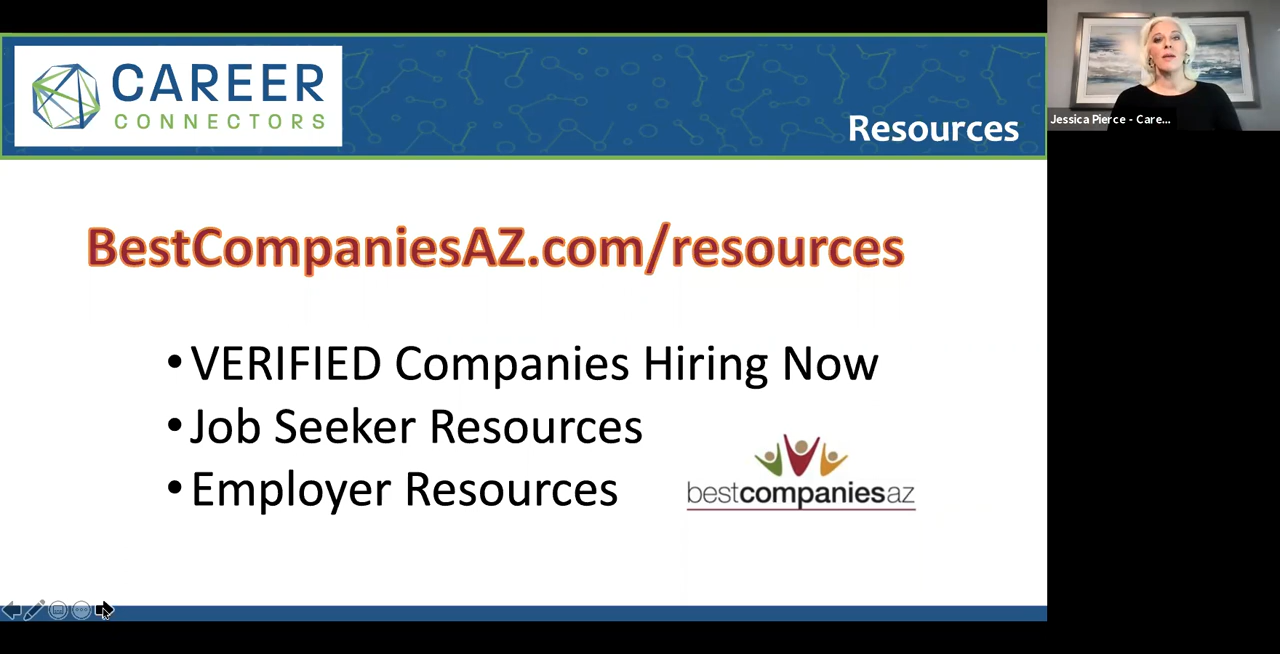 CAREER
CONNECTORS
Resources
Jessica Pierce - Care...
BestCompaniesAZ.com/resources
•VERIFIED Companies Hiring Now
•Job Seeker Resources
•Employer Resources
bestcompaniesaz